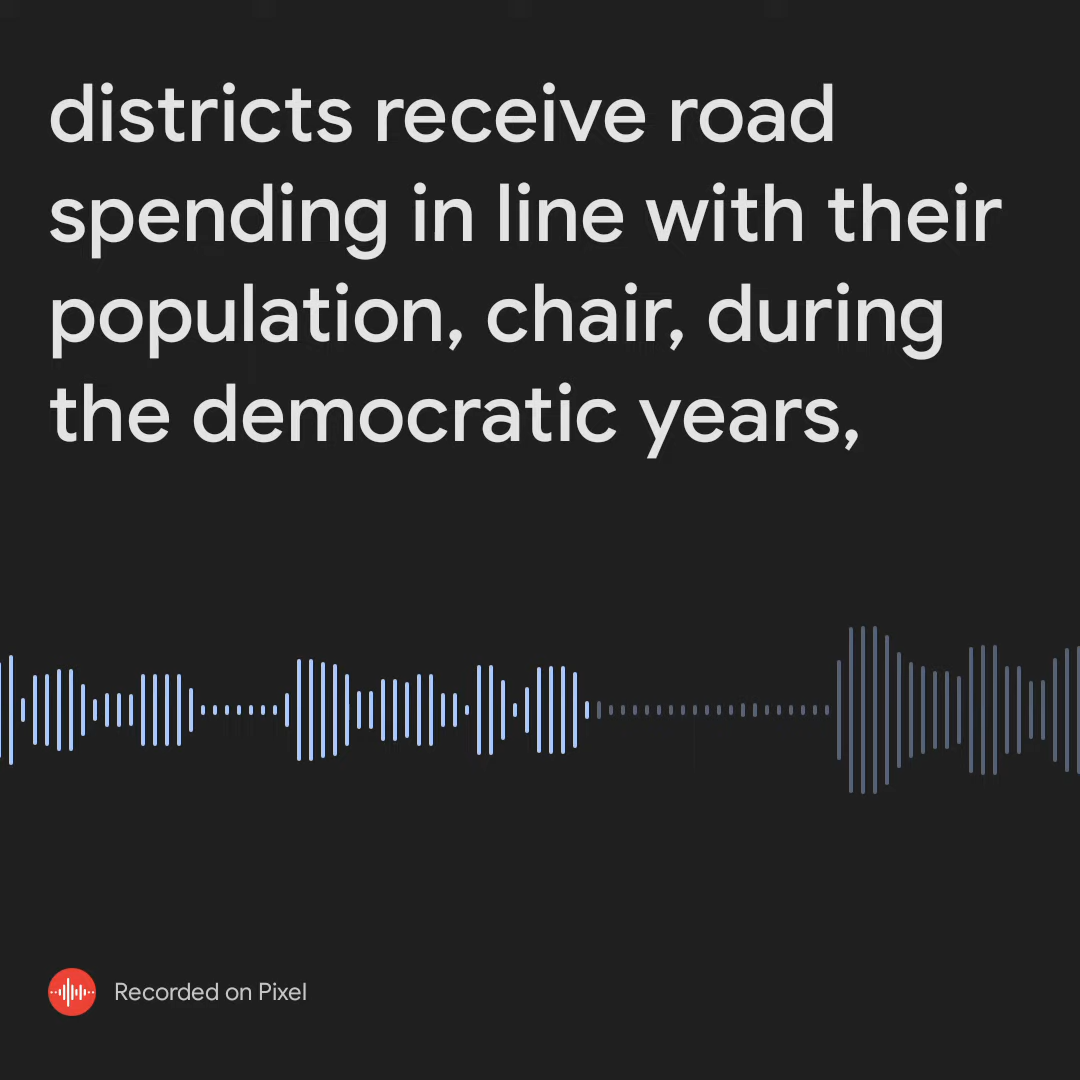 districts receive road
spending in line with their
population, chair, during
the democratic years,
Recorded on Pixel